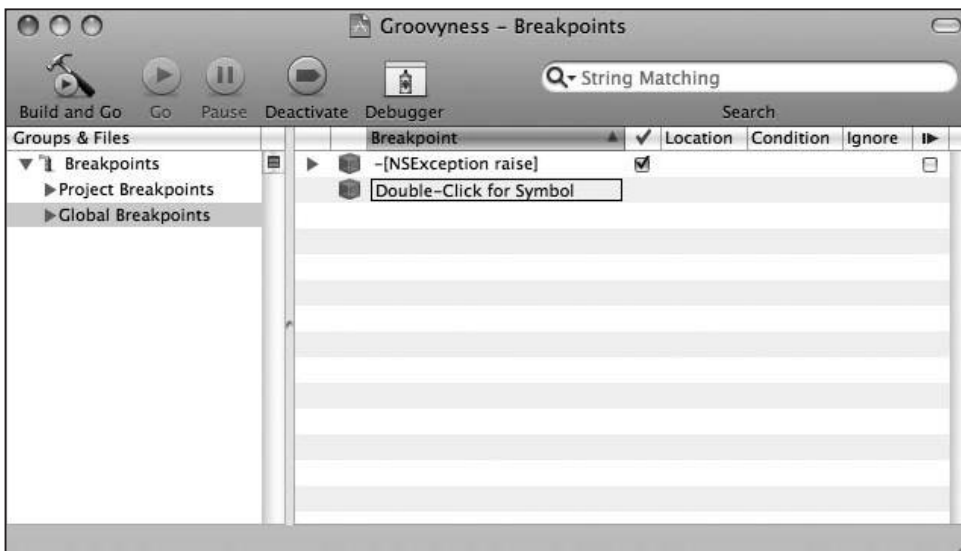 Groovyness - Breakpoints
String Matching
Build and Go Go Pause Deactivate Debugger Search
Groups & Files Breakpoint Location Condition Ignore
Breakpoints -[NSException raise]
Project Breakpoints Double-Click for Symbol
Global Breakpoints